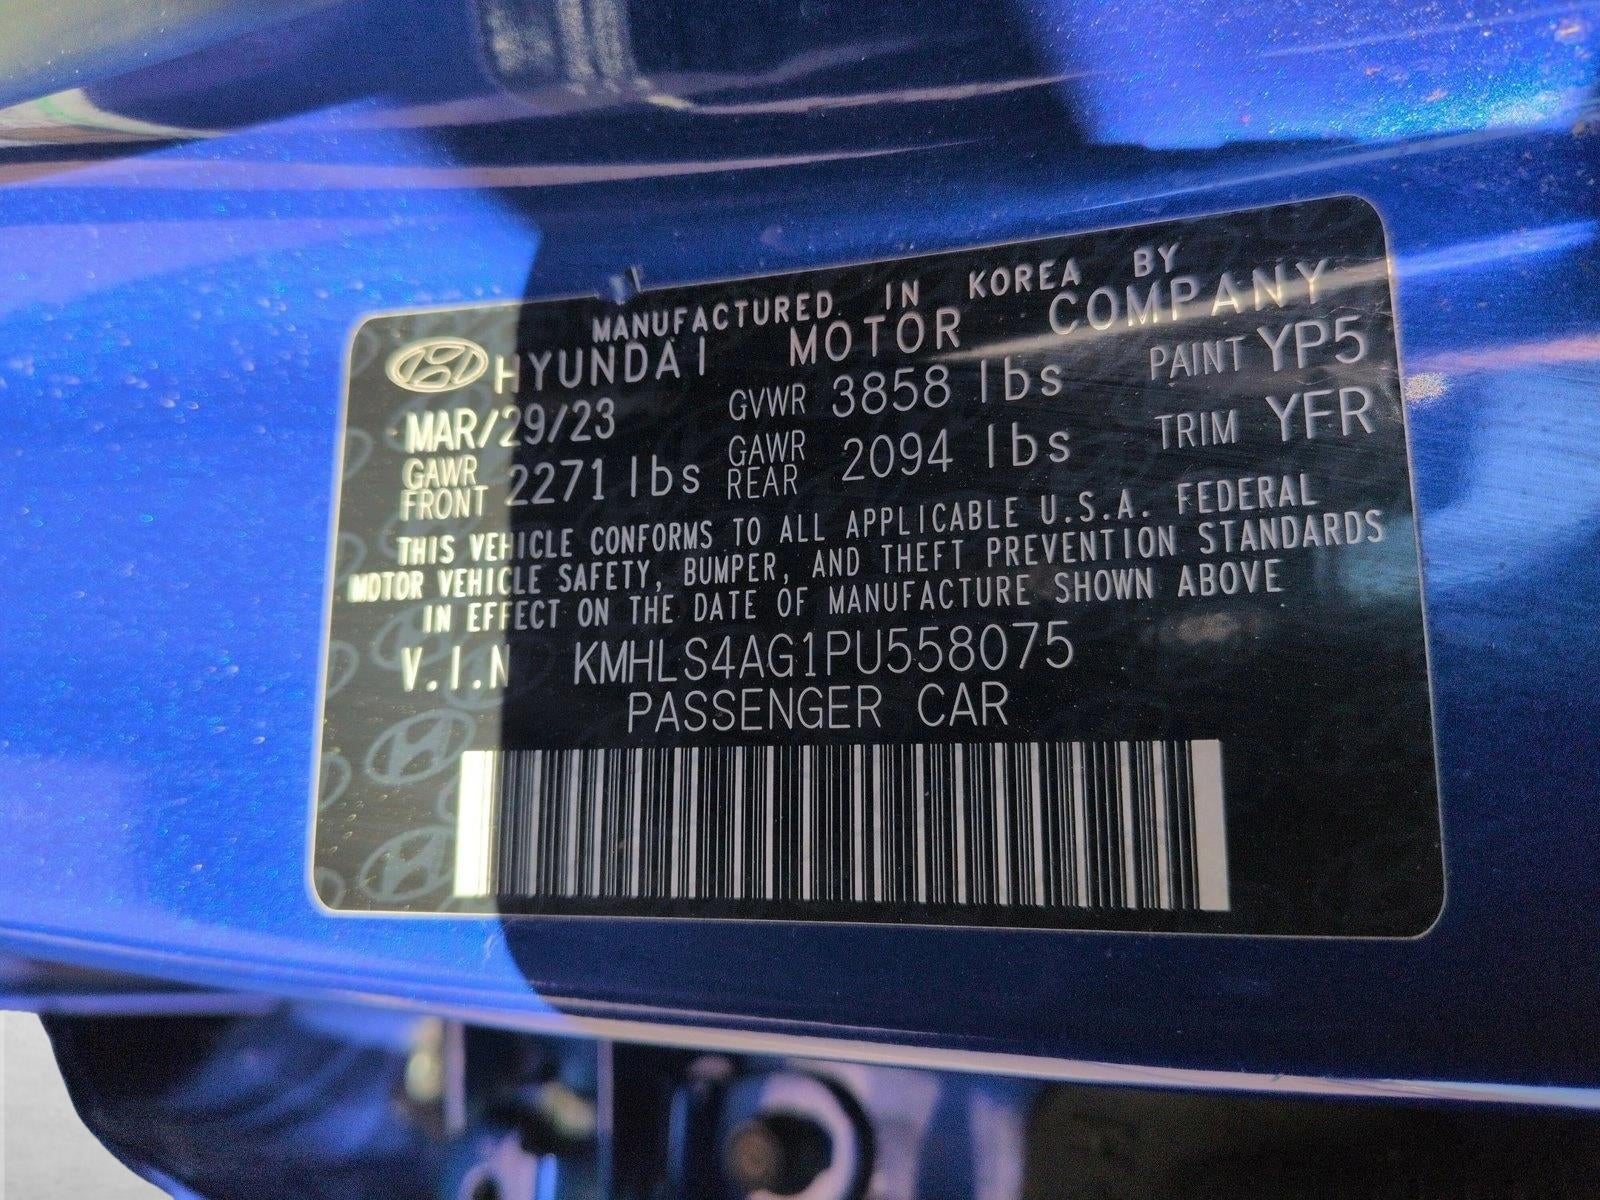 MANUFACTURED IN KOREA BY
HYUNDAI MOTOR COMPANY
MAR/29/23 GVWR 3858 lbs PAINT YP5
GAWR FRONT 2271 lbs GAWR REAR 2094 lbs TRIM YFR
THIS VEHICLE CONFORMS TO ALL APPLICABLE U.S.A. FEDERAL
MOTOR VEHICLE SAFETY, BUMPER, AND THEFT PREVENTION STANDARDS
IN EFFECT ON THE DATE OF MANUFACTURE SHOWN ABOVE
V.I.N KMHLS4AG1PU558075
PASSENGER CAR